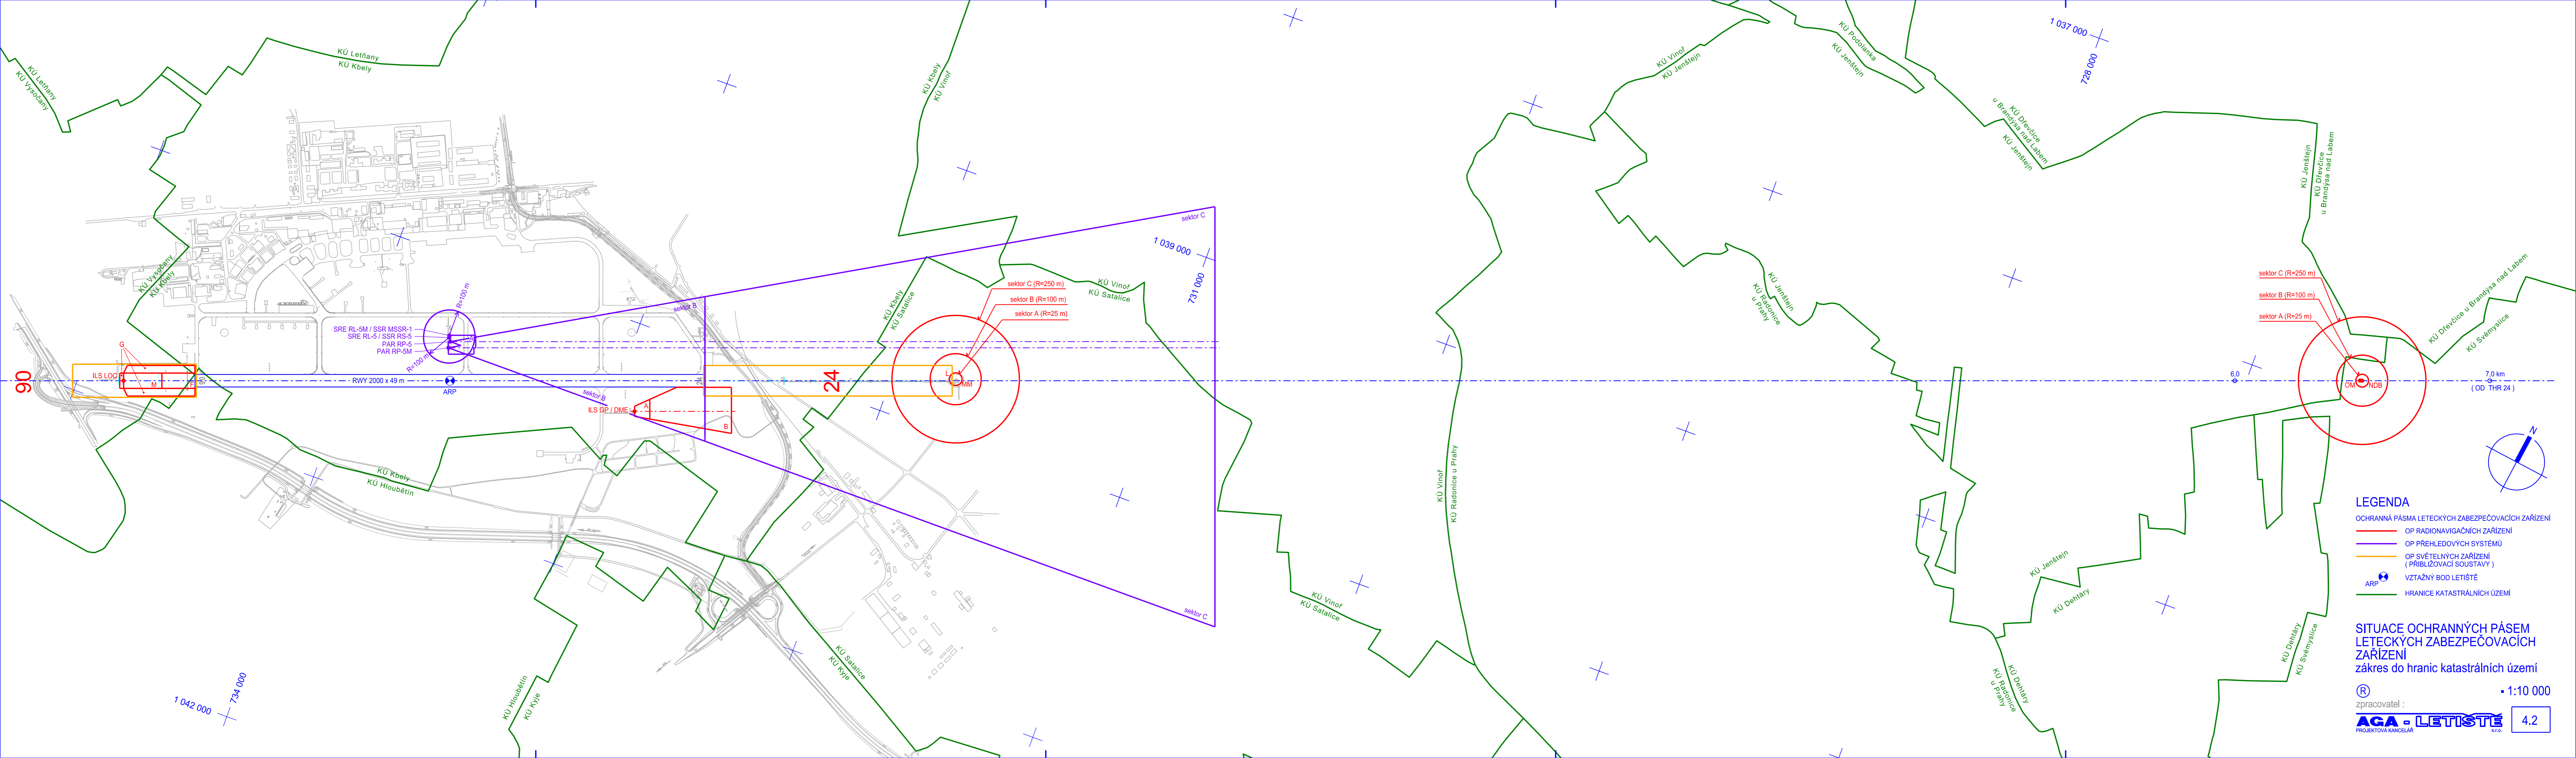 KÚ Letňany
KÚ Vysočany
KÚ Letňany
KÚ Kbely
KÚ Kbely
KÚ Vinoř
KÚ Vinoř
KÚ Jenštejn
KÚ Podolanka
KÚ Jenštejn
1 037 000
728 000
KÚ Dřevčice
u Brandýsa nad Labem
KÚ Jenštejn
KÚ Jenštejn
KÚ Dřevčice
u Brandýsa nad Labem
KÚ Vysočany
KÚ Kbely
sektor C
1 039 000
731 000
KÚ Vinoř
KÚ Satalice
KÚ Kbely
KÚ Satalice
sektor C (R=250 m)
sektor B (R=100 m)
sektor A (R=25 m)
KÚ Jenštejn
KÚ Radonice
u Prahy
sektor C (R=250 m)
sektor B (R=100 m)
sektor A (R=25 m)
KÚ Dřevčice u Brandýsa nad Labem
KÚ Svémyslice
R=100 m
SRE RL-5M / SSR MSSR-1
SRE RL-5 / SSR RS-5
PAR RP-5
PAR RP-5M
R=100 m
A
sektor B
sektor B
G
ILS LOC
M
F
06
06
RWY 2000 x 49 m
ARP
24
24
L
MM
6,0
OM
NDB
7,0 km
( OD THR 24 )
ILS GP / DME
A
B
N
KÚ Kbely
KÚ Hloubětín
KÚ Vinoř
KÚ Radonice u Prahy
KÚ Vinoř
KÚ Satalice
KÚ Jenštejn
KÚ Dehtáry
KÚ Satalice
KÚ Kyje
KÚ Hloubětín
KÚ Kyje
sektor C
KÚ Dehtáry
KÚ Radonice
u Prahy
KÚ Dehtáry
KÚ Svémyslice
1 042 000
734 000
LEGENDA
OCHRANNÁ PÁSMA LETECKÝCH ZABEZPEČOVACÍCH ZAŘÍZENÍ
OP RADIONAVIGAČNÍCH ZAŘÍZENÍ
OP PŘEHLEDOVÝCH SYSTÉMŮ
OP SVĚTELNÝCH ZAŘÍZENÍ
( PŘIBLIŽOVACÍ SOUSTAVY )
ARP
VZTAŽNÝ BOD LETIŠTĚ
HRANICE KATASTRÁLNÍCH ÚZEMÍ
SITUACE OCHRANNÝCH PÁSEM
LETECKÝCH ZABEZPEČOVACÍCH
ZAŘÍZENÍ
zákres do hranic katastrálních území
®
1:10 000
zpracovatel :
AGA - LETIŠTĚ
PROJEKTOVÁ KANCELÁŘ
s.r.o.
4.2